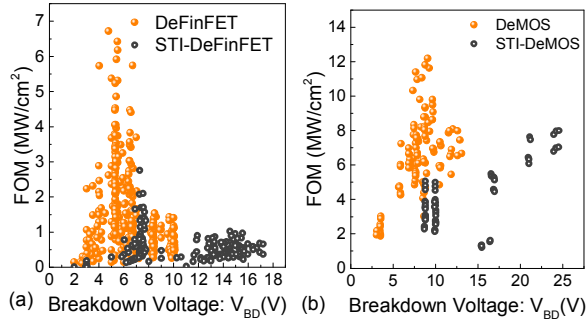 DeFinFET
STI-DeFinFET
FOM (MW/cm²)
7
6
5
4
3
2
1
0
0 2 4 6 8 10 12 14 16 18
(a) Breakdown Voltage: V_BD(V)
DeMOS
STI-DeMOS
FOM (MW/cm²)
14
12
10
8
6
4
2
0
0 5 10 15 20 25
(b) Breakdown Voltage: V_BD(V)